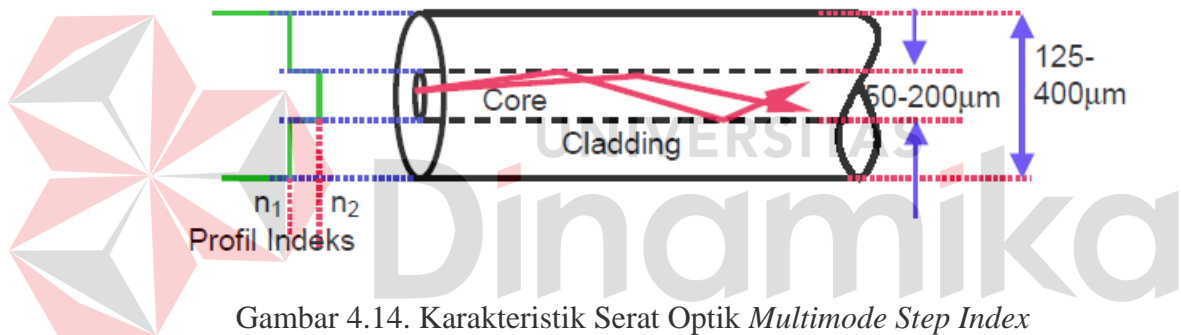 125-
400µm
50-200µm
Core
Cladding
UNIVERSITAS
Dinamika
n₁ n₂
Profil Indeks
Gambar 4.14. Karakteristik Serat Optik Multimode Step Index